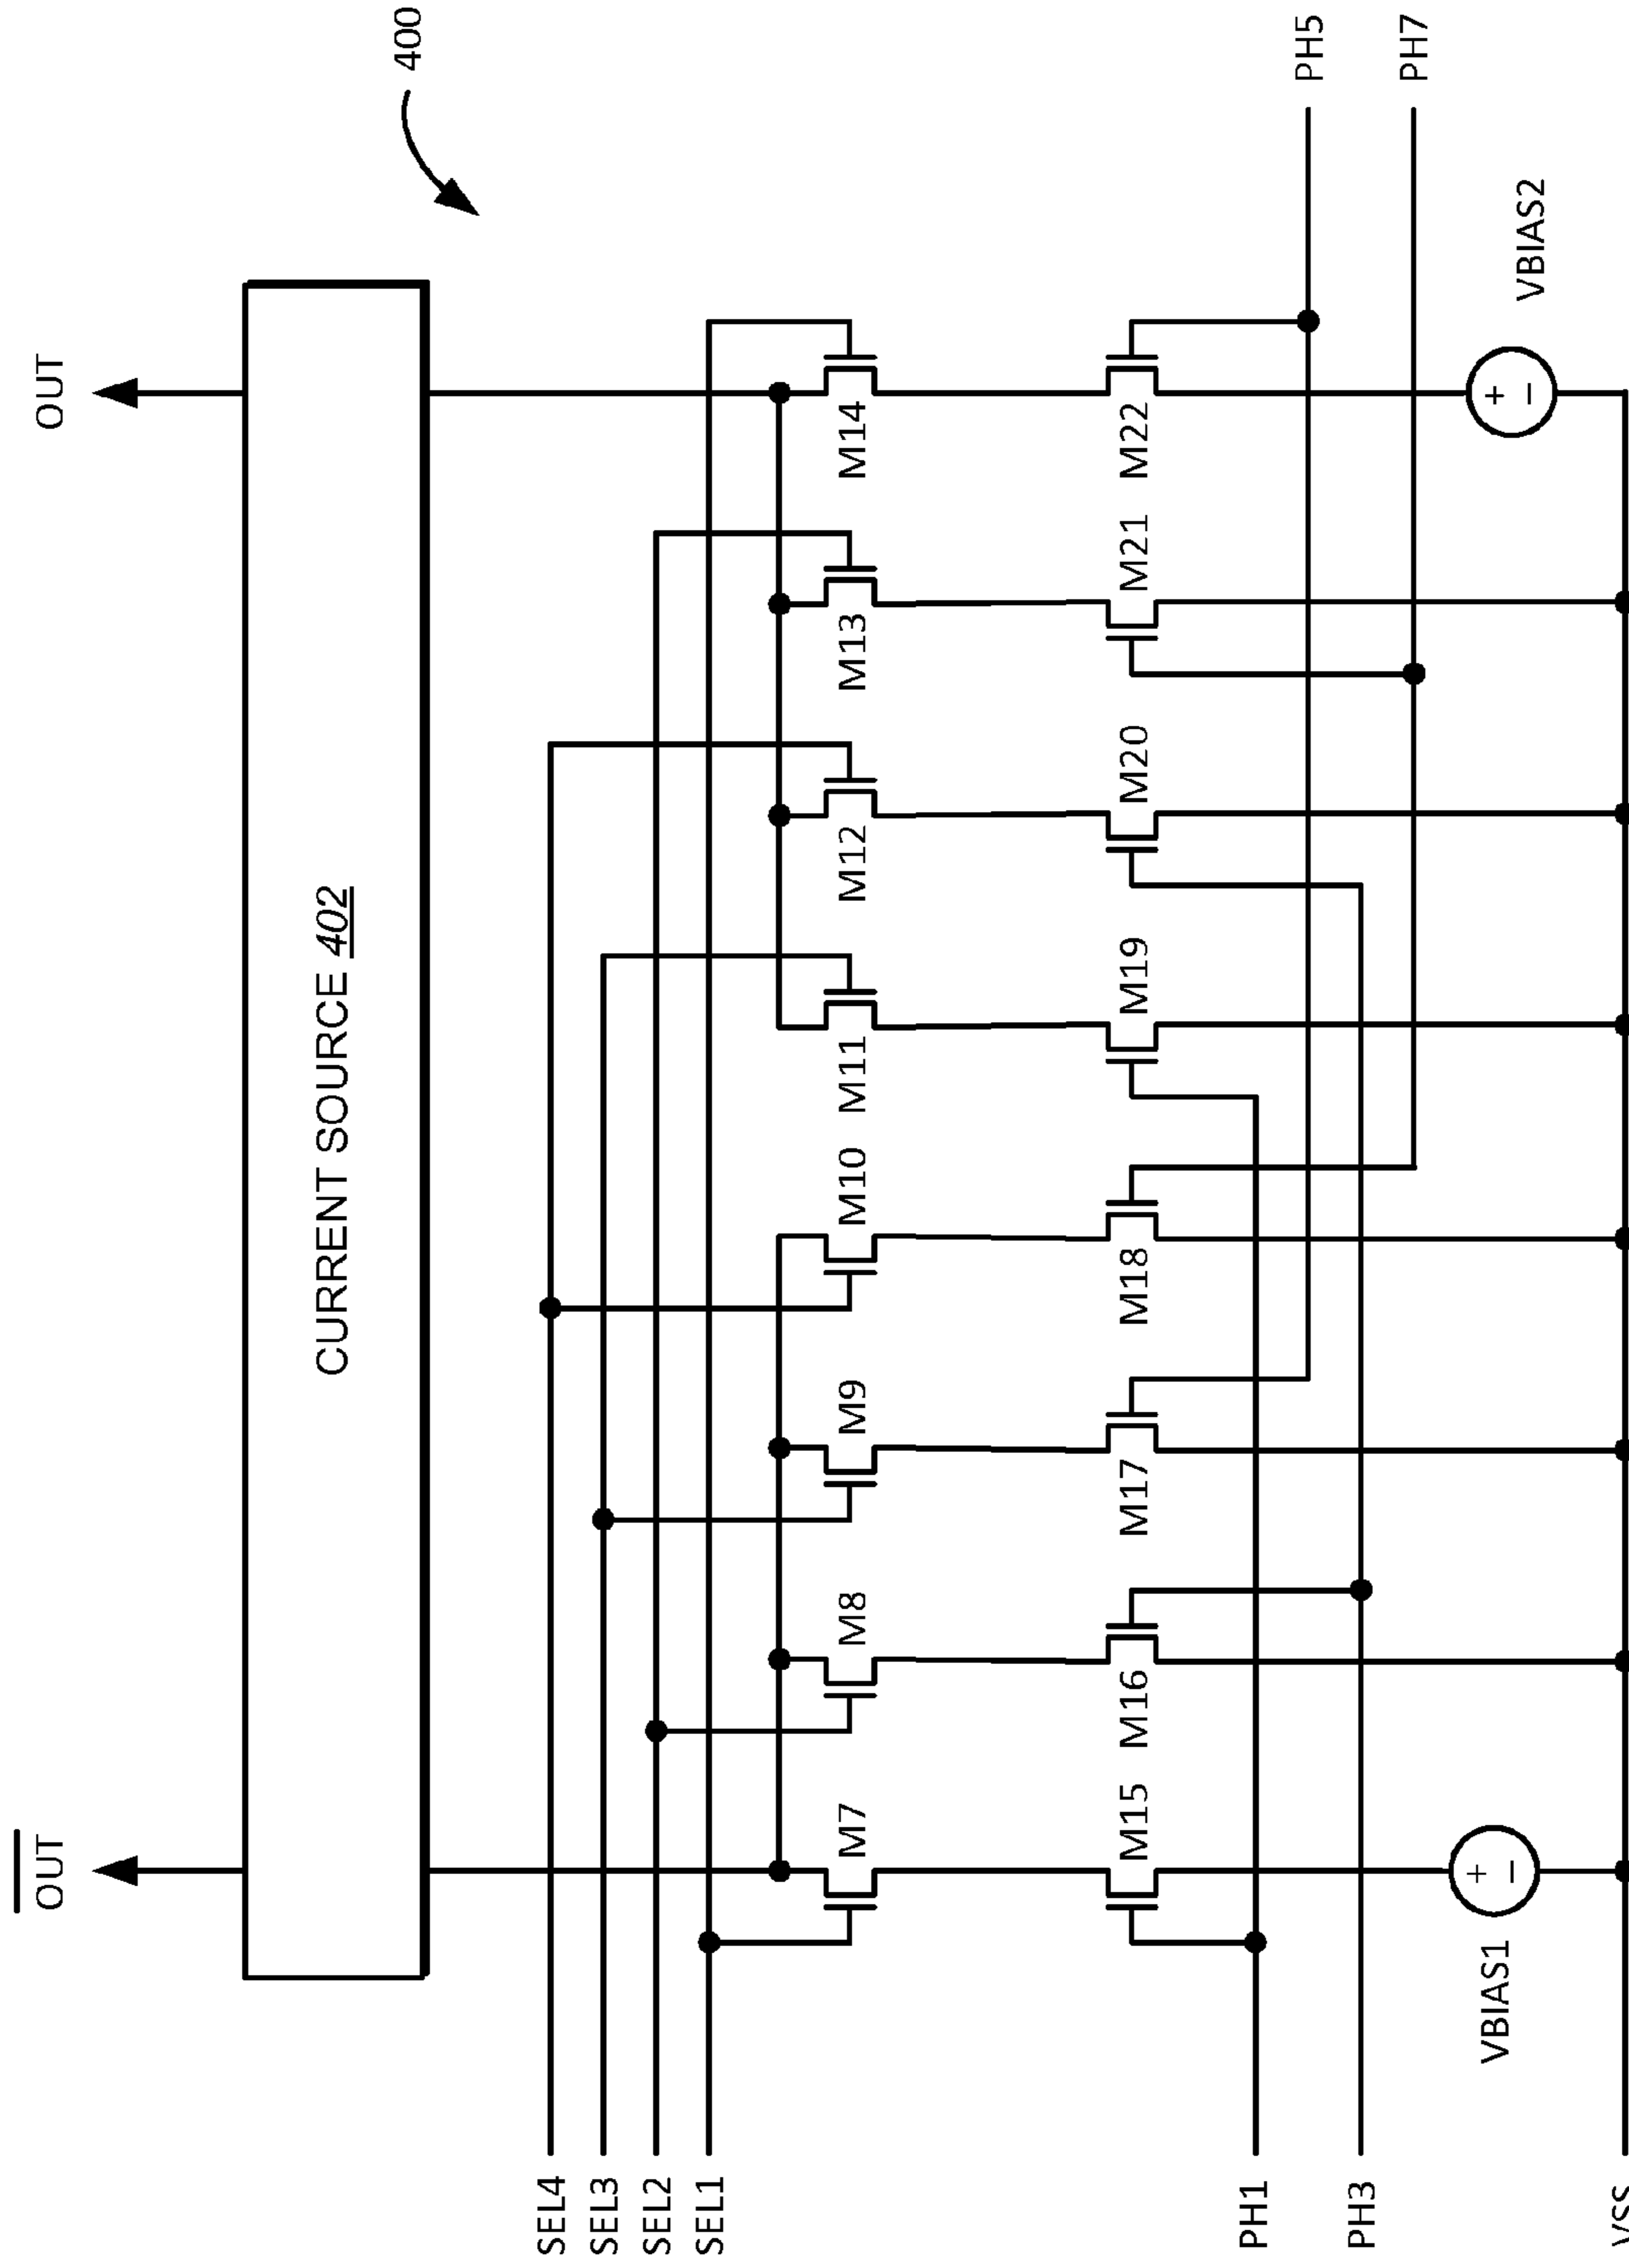 400
OUT
OUT
CURRENT SOURCE 402
SEL4
SEL3
SEL2
SEL1
M7
M8
M9
M10
M11
M12
M13
M14
M15
M16
M17
M18
M19
M20
M21
M22
PH1
PH5
PH3
PH7
VBIAS1
+
−
VBIAS2
+
−
VSS